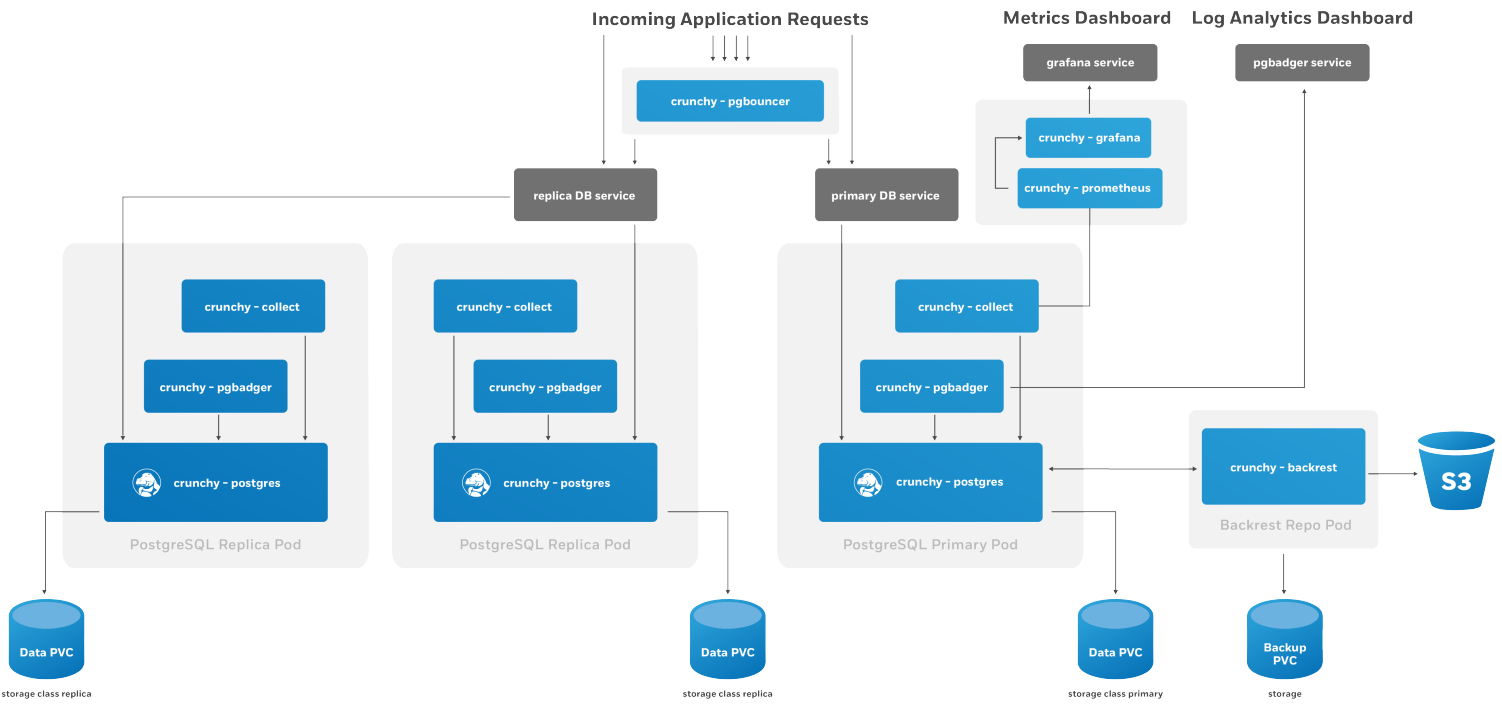 Incoming Application Requests
Metrics Dashboard
Log Analytics Dashboard
grafana service
pgbadger service
crunchy - pgbouncer
crunchy - grafana
crunchy - prometheus
replica DB service
primary DB service
crunchy - collect
crunchy - collect
crunchy - collect
crunchy - pgbadger
crunchy - pgbadger
crunchy - pgbadger
crunchy - postgres
crunchy - postgres
crunchy - postgres
crunchy - backrest
S3
PostgreSQL Replica Pod
PostgreSQL Replica Pod
PostgreSQL Primary Pod
Backrest Repo Pod
Data PVC
Data PVC
Data PVC
Backup
PVC
storage class replica
storage class replica
storage class primary
storage